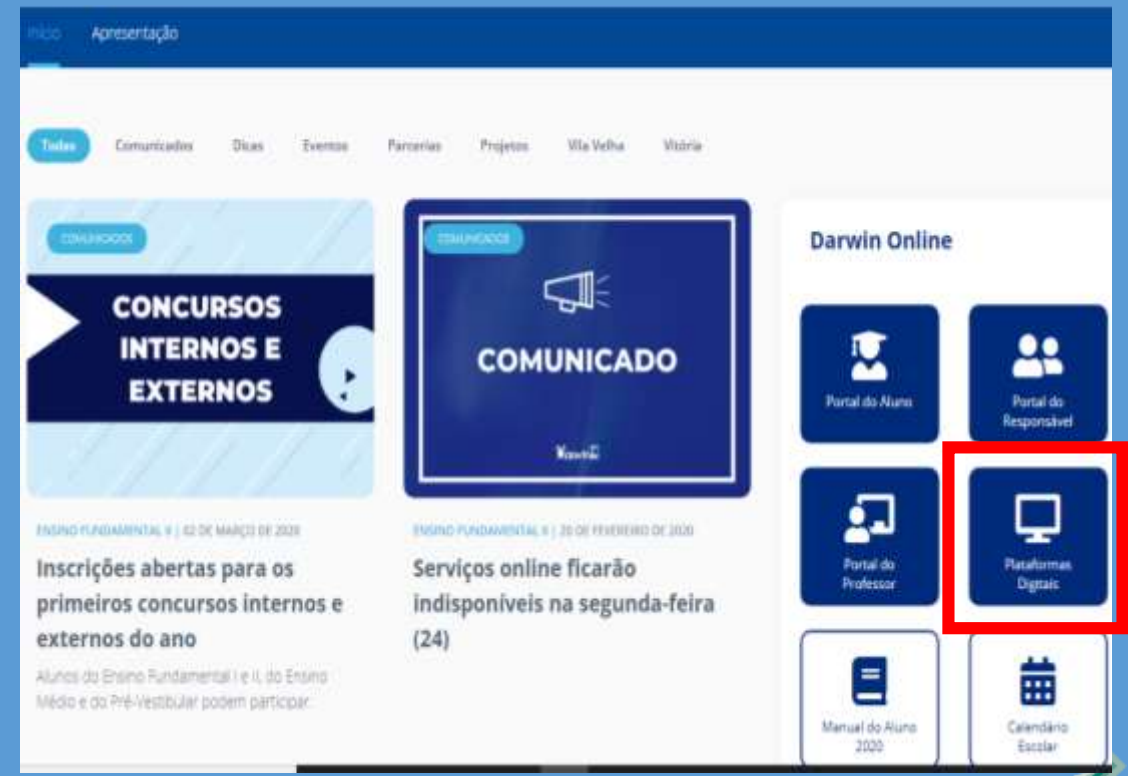 Início Apresentação
Todas Comunicados Dicas Eventos Parcerias Projetos Vila Velha Vitória
COMUNICADOS
CONCURSOS
INTERNOS E
EXTERNOS
ENSINO FUNDAMENTAL II | 02 DE MARÇO DE 2020
Inscrições abertas para os
primeiros concursos internos e
externos do ano
Alunos do Ensino Fundamental I e II, do Ensino
Médio e do Pré-Vestibular podem participar.
COMUNICADOS
COMUNICADO
Darwin
ENSINO FUNDAMENTAL II | 20 DE FEVEREIRO DE 2020
Serviços online ficarão
indisponíveis na segunda-feira
(24)
Darwin Online
Portal do Aluno
Portal do
Responsável
Portal do
Professor
Plataformas
Digitais
Manual do Aluno
2020
Calendário
Escolar